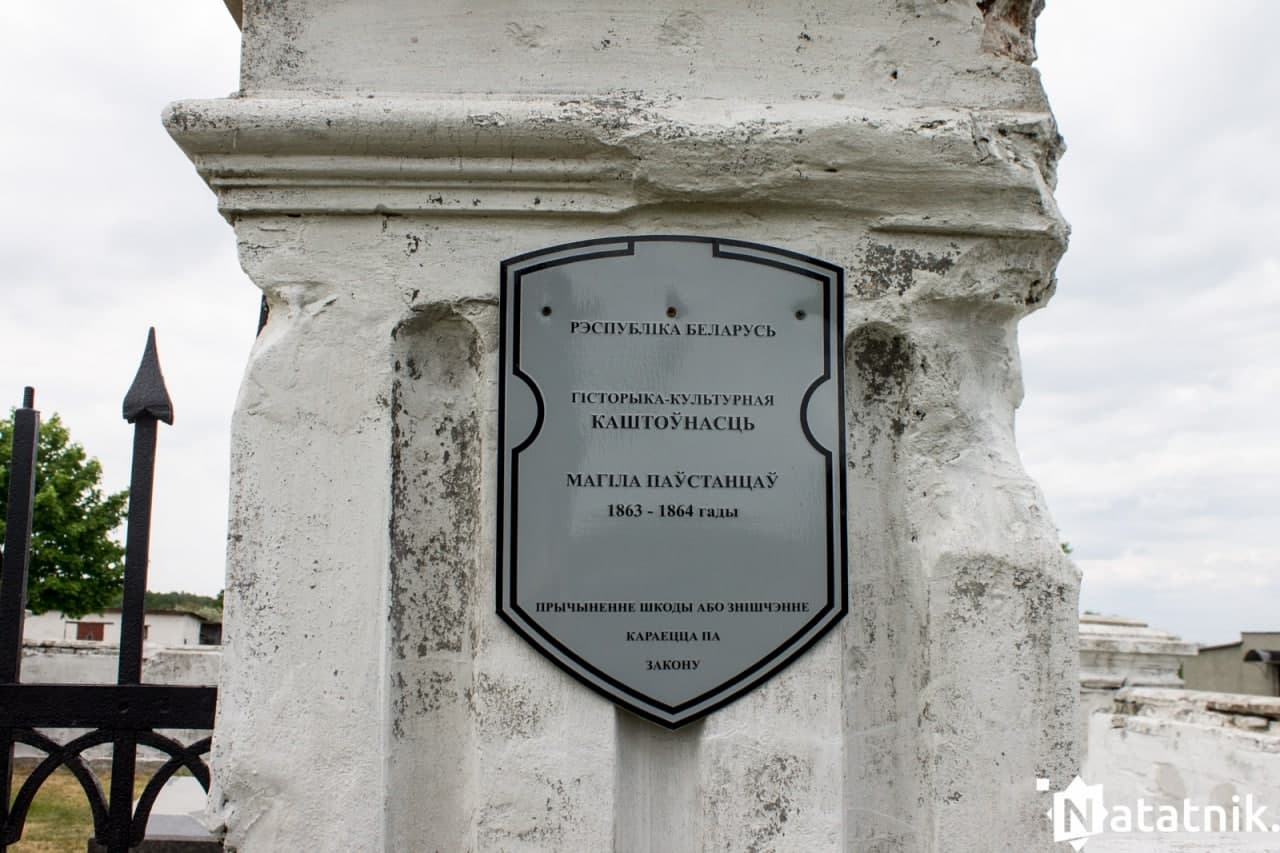 РЭСПУБЛІКА БЕЛАРУСЬ
ГІСТОРЫКА-КУЛЬТУРНАЯ
КАШТОЎНАСЦЬ
МАГІЛА ПАЎСТАНЦАЎ
1863 - 1864 гады
ПРЫЧЫНЕННЕ ШКОДЫ АБО ЗНІШЧЭННЕ
КАРАЕЦЦА ПА
ЗАКОНУ
Natatnik.